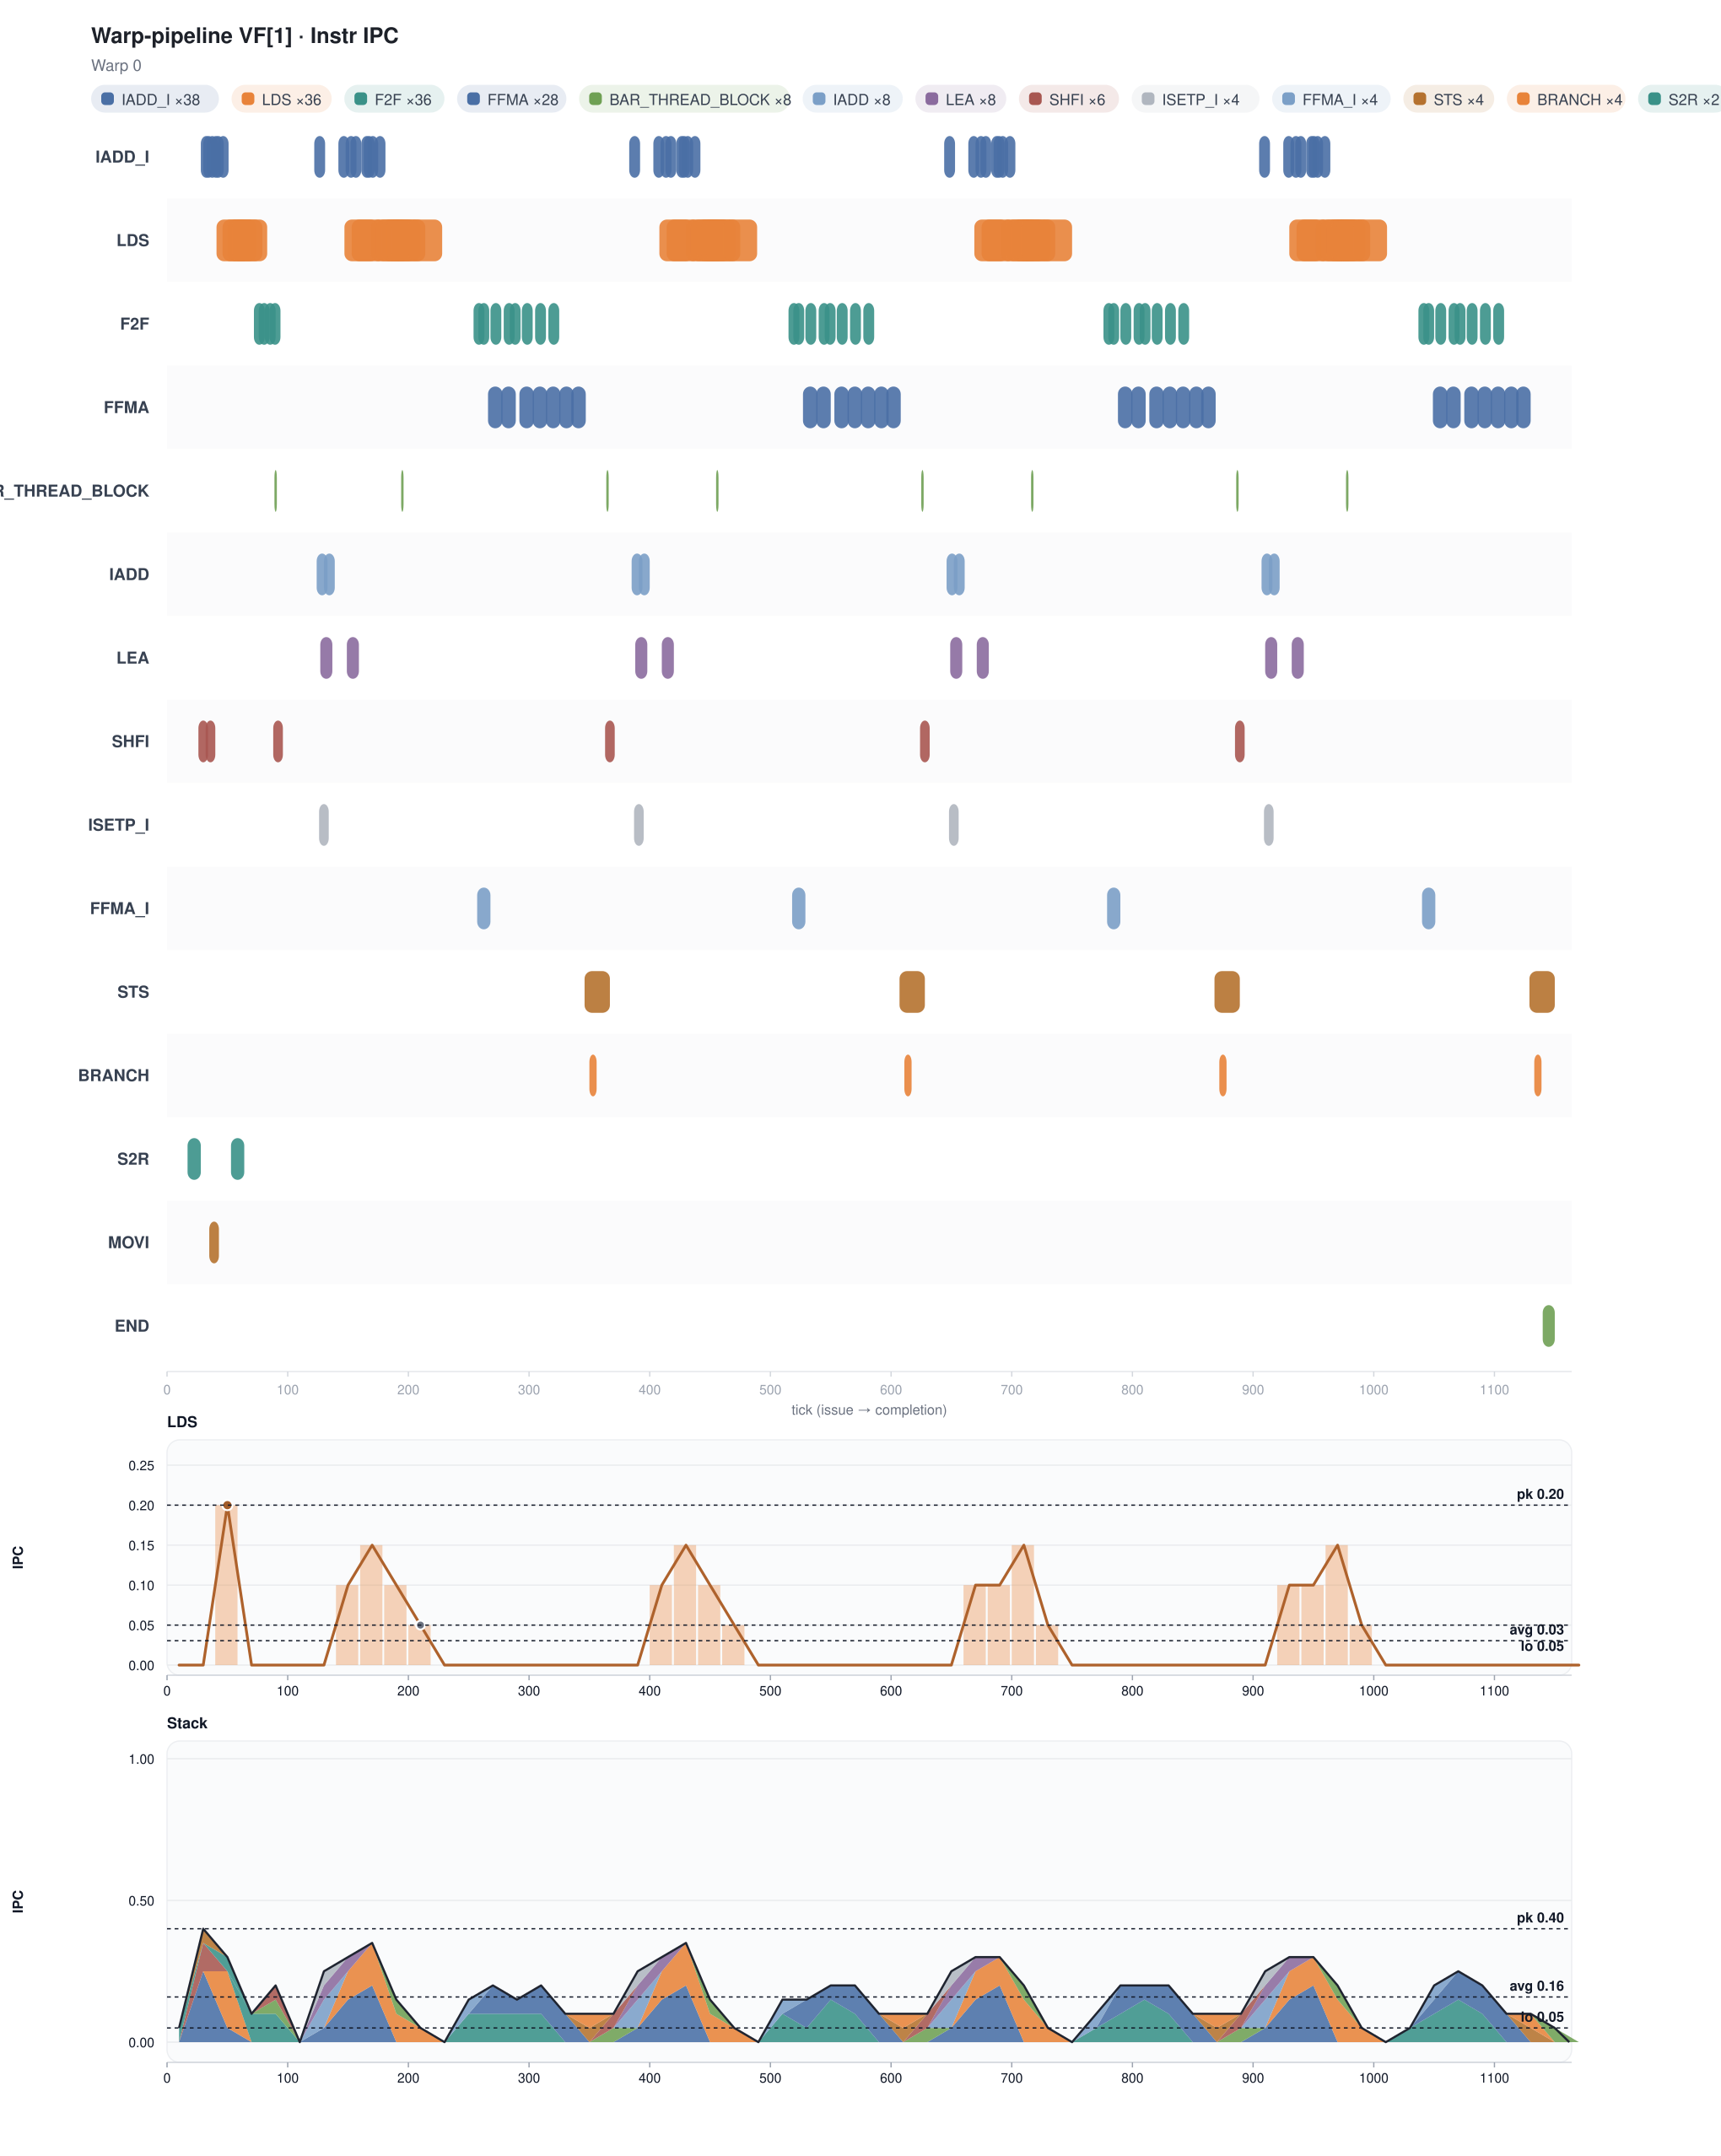 Warp-pipeline VF[1] · Instr IPC
Warp 0
IADD_I ×38 LDS ×36 F2F ×36 FFMA ×28 BAR_THREAD_BLOCK ×8 IADD ×8 LEA ×8 SHFI ×6 ISETP_I ×4 FFMA_I ×4 STS ×4 BRANCH ×4 S2R ×2
IADD_I
LDS
F2F
FFMA
R_THREAD_BLOCK
IADD
LEA
SHFI
ISETP_I
FFMA_I
STS
BRANCH
S2R
MOVI
END
0 100 200 300 400 500 600 700 800 900 1000 1100
tick (issue → completion)
LDS
IPC
0.25
0.20
pk 0.20
0.15
0.10
0.05
avg 0.03
lo 0.05
0.00
0 100 200 300 400 500 600 700 800 900 1000 1100
Stack
IPC
1.00
0.50
pk 0.40
avg 0.16
lo 0.05
0.00
0 100 200 300 400 500 600 700 800 900 1000 1100